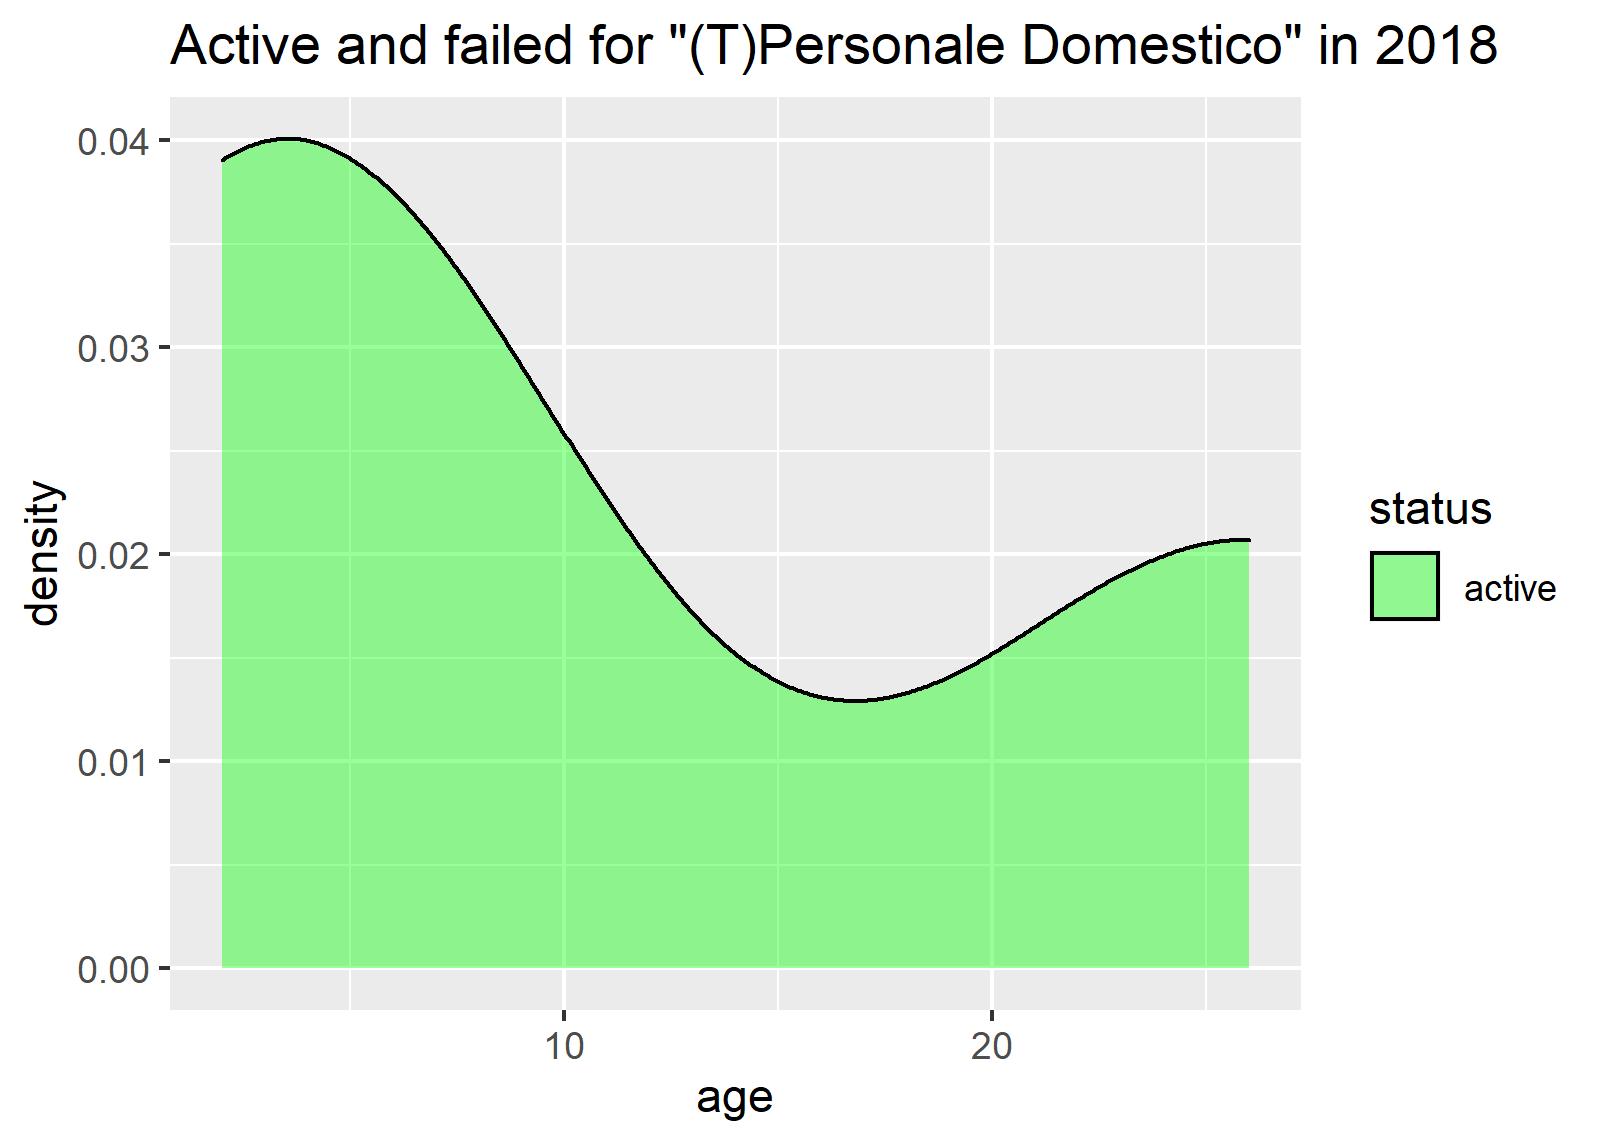 Active and failed for "(T)Personale Domestico" in 2018
0.04
0.03
0.02
0.01
0.00
density
10
20
age
status
active